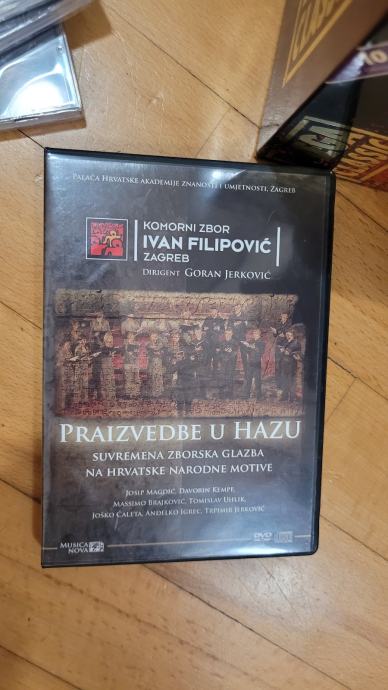 Palača Hrvatske akademije znanosti i umjetnosti, Zagreb
KOMORNI ZBOR
IVAN FILIPOVIĆ
ZAGREB
Dirigent Goran Jerković
Praizvedbe u HAZU
suvremena zborska glazba
na hrvatske narodne motive
Josip Magdić, Davorin Kempf,
Massimo Brajković, Tomislav Uhlik,
Joško Ćaleta, Anđelko Igrec, Trpimir Jerković
Musica
Nova
DVD
CLASSIC